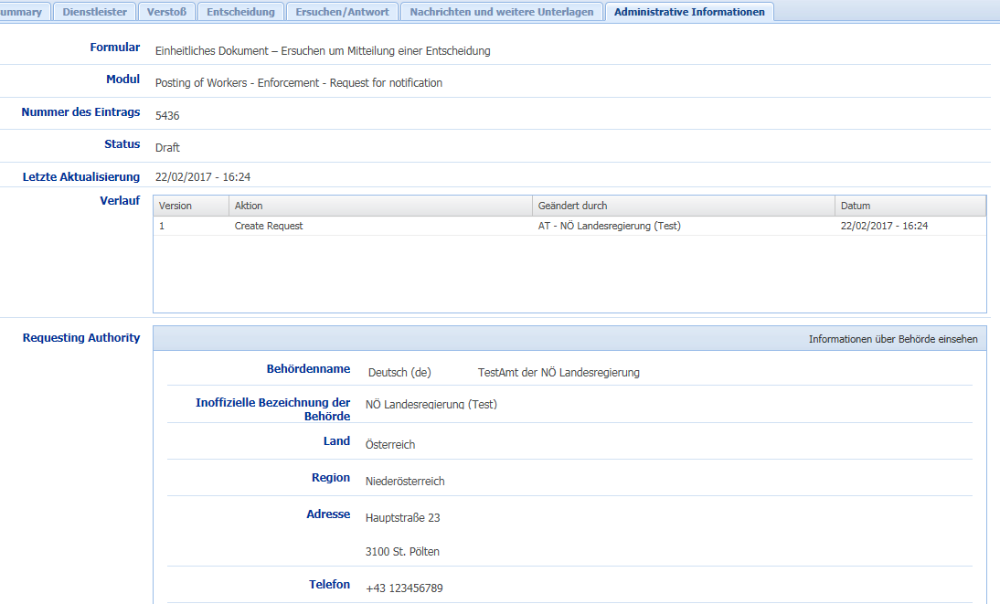 ummary Dienstleister Verstoß Entscheidung Ersuchen/Antwort Nachrichten und weitere Unterlagen Administrative Informationen
Formular Einheitliches Dokument – Ersuchen um Mitteilung einer Entscheidung
Modul Posting of Workers - Enforcement - Request for notification
Nummer des Eintrags 5436
Status Draft
Letzte Aktualisierung 22/02/2017 - 16:24
Verlauf
Version Aktion Geändert durch Datum
1 Create Request AT - NÖ Landesregierung (Test) 22/02/2017 - 16:24
Requesting Authority Informationen über Behörde einsehen
Behördenname Deutsch (de) TestAmt der NÖ Landesregierung
Inoffizielle Bezeichnung der
Behörde NÖ Landesregierung (Test)
Land Österreich
Region Niederösterreich
Adresse Hauptstraße 23
3100 St. Pölten
Telefon +43 123456789